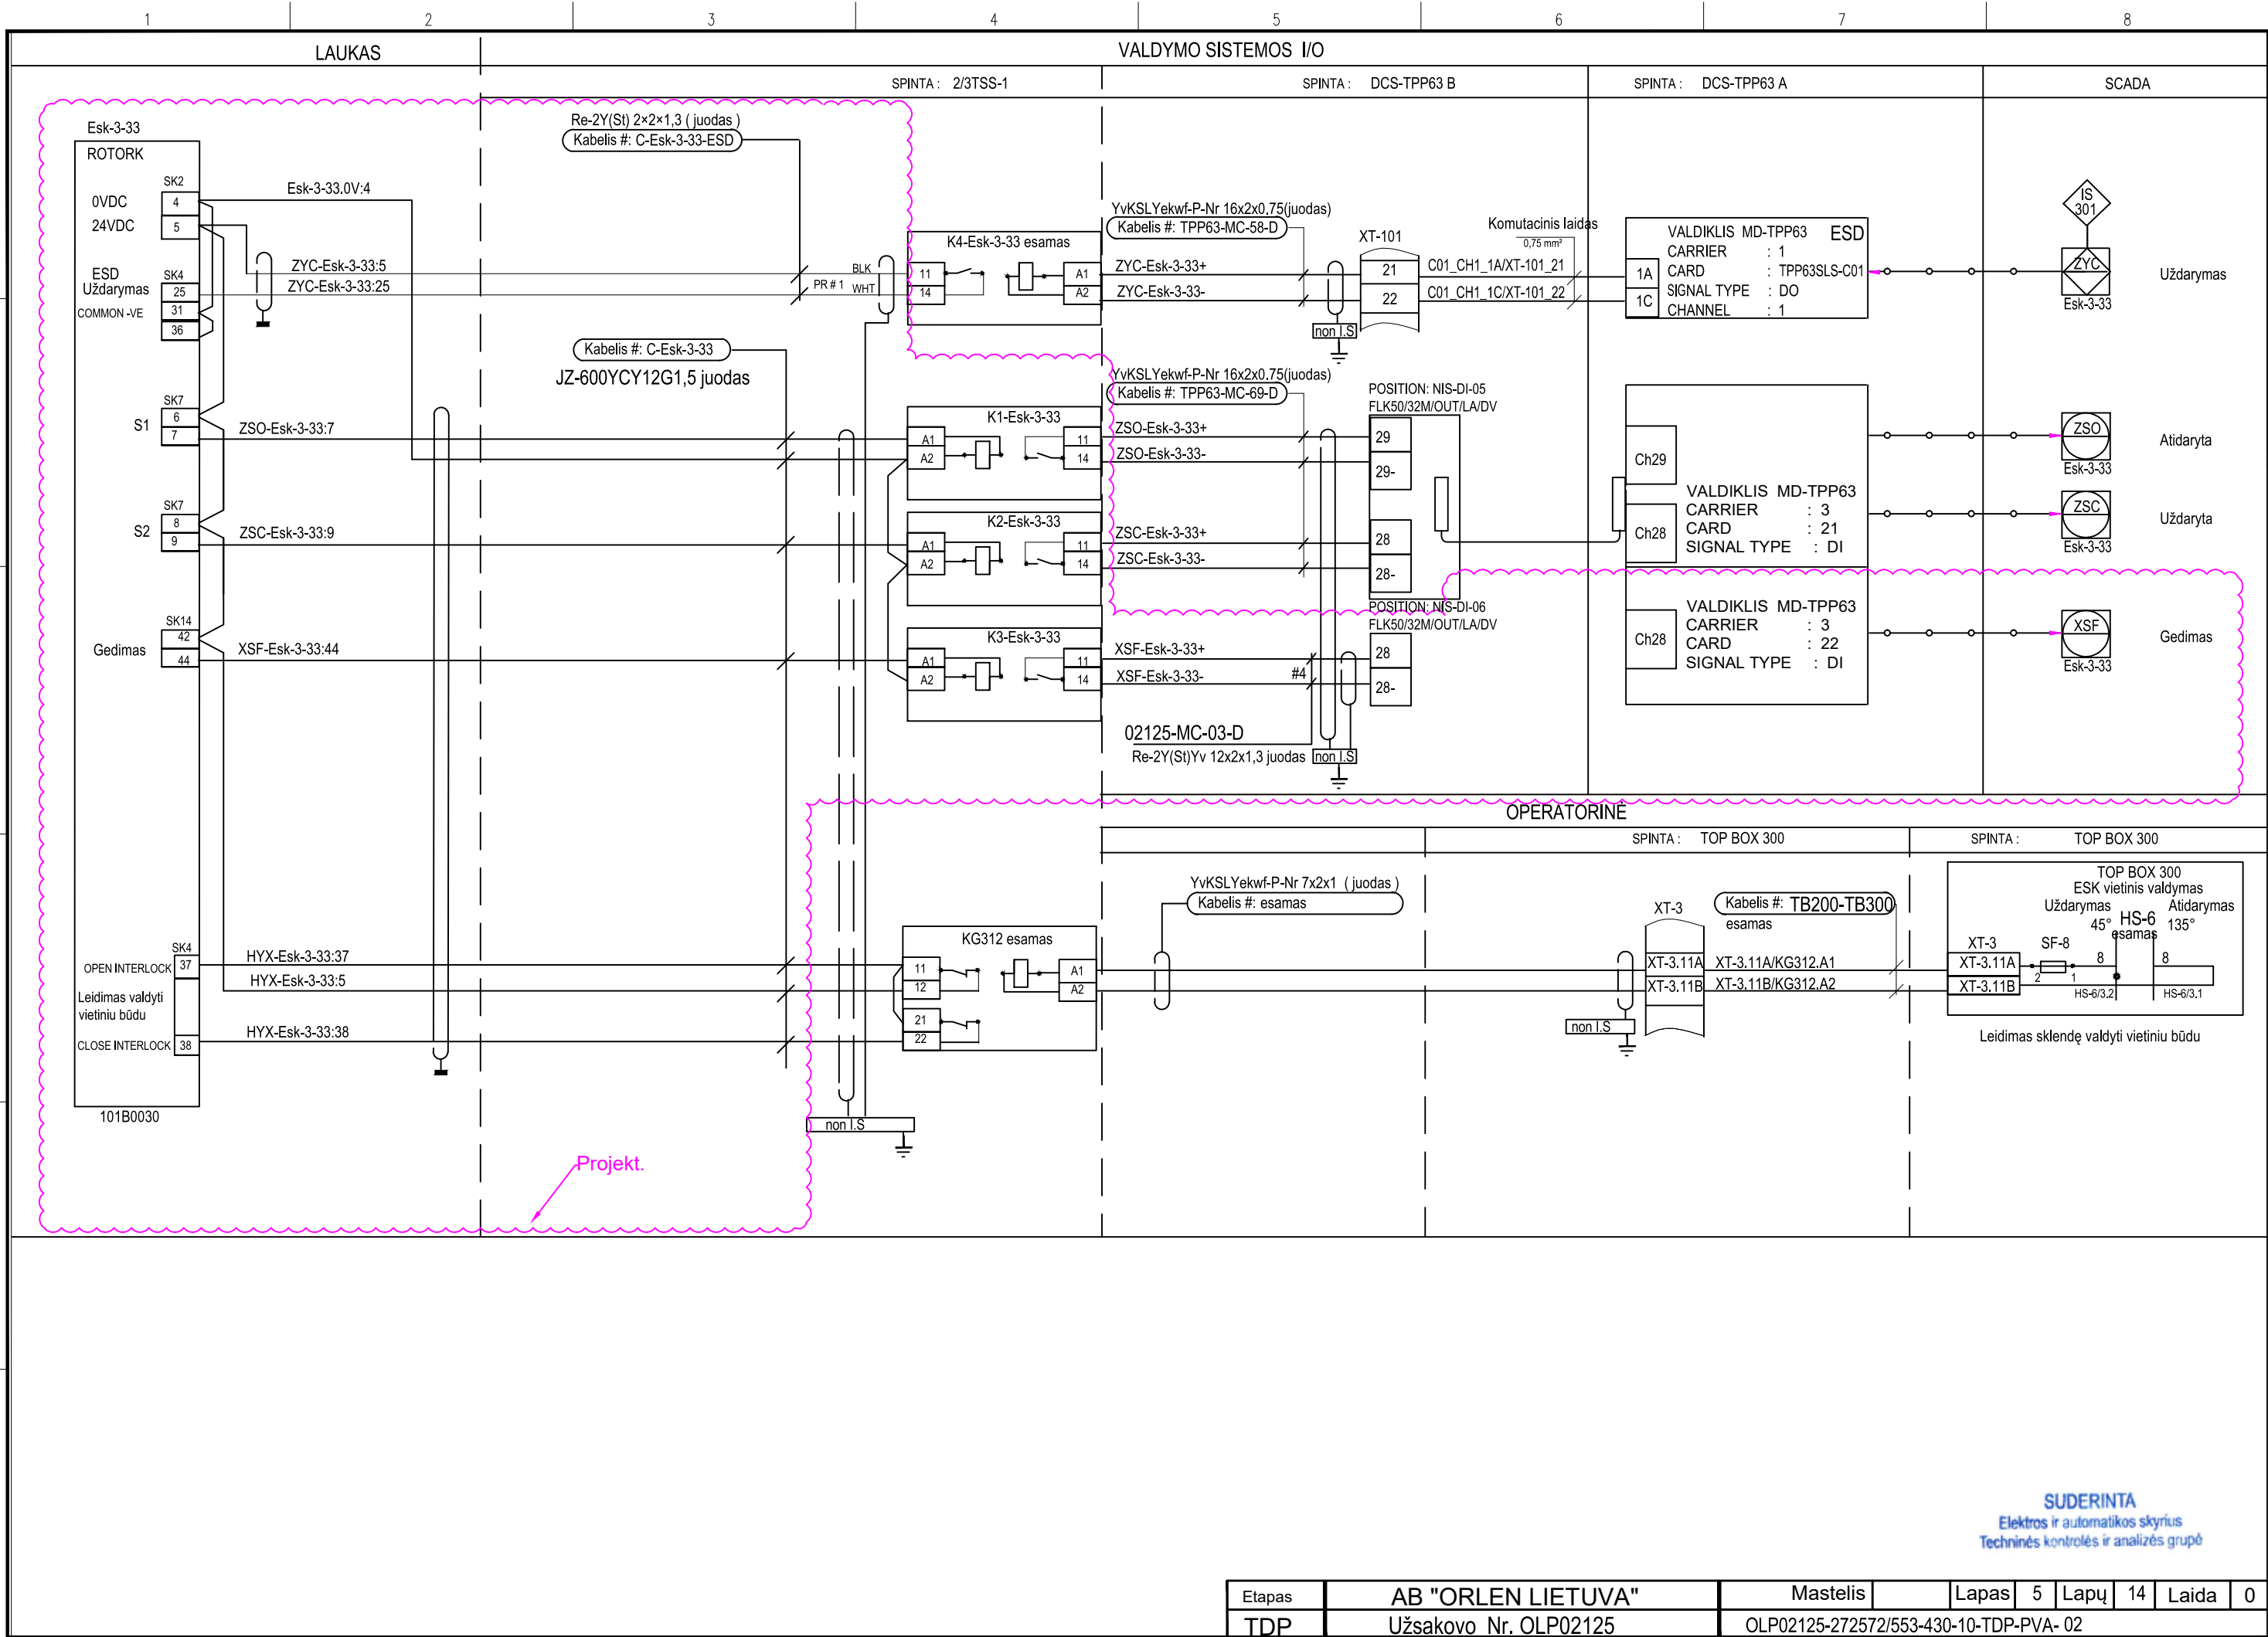 1 2 3 4 5 6 7 8
LAUKAS
VALDYMO SISTEMOS I/O
SPINTA : 2/3TSS-1
SPINTA : DCS-TPP63 B
SPINTA : DCS-TPP63 A
SCADA
Esk-3-33
ROTORK
SK2
0VDC 4
24VDC 5
ESD
Uždarymas
SK4
25
COMMON -VE 31
36
Esk-3-33.0V:4
ZYC-Esk-3-33:5
ZYC-Esk-3-33:25
Re-2Y(St) 2×2×1,3 ( juodas )
Kabelis #: C-Esk-3-33-ESD
PR # 1
BLK
WHT
K4-Esk-3-33 esamas
11
14
A1
A2
YvKSLYekwf-P-Nr 16x2x0,75(juodas)
Kabelis #: TPP63-MC-58-D
ZYC-Esk-3-33+
ZYC-Esk-3-33-
non I.S
XT-101
21
22
Komutacinis laidas
0,75 mm²
C01_CH1_1A/XT-101_21
C01_CH1_1C/XT-101_22
1A
1C
VALDIKLIS MD-TPP63 ESD
CARRIER : 1
CARD : TPP63SLS-C01
SIGNAL TYPE : DO
CHANNEL : 1
IS
301
ZYC
Esk-3-33
Uždarymas
Kabelis #: C-Esk-3-33
JZ-600YCY12G1,5 juodas
SK7
S1 6
7
ZSO-Esk-3-33:7
K1-Esk-3-33
A1
A2
11
14
YvKSLYekwf-P-Nr 16x2x0,75(juodas)
Kabelis #: TPP63-MC-69-D
ZSO-Esk-3-33+
ZSO-Esk-3-33-
POSITION: NIS-DI-05
FLK50/32M/OUT/LA/DV
29
29-
28
28-
Ch29
Ch28
VALDIKLIS MD-TPP63
CARRIER : 3
CARD : 21
SIGNAL TYPE : DI
ZSO
Esk-3-33
Atidaryta
SK7
S2 8
9
ZSC-Esk-3-33:9
K2-Esk-3-33
A1
A2
11
14
ZSC-Esk-3-33+
ZSC-Esk-3-33-
ZSC
Esk-3-33
Uždaryta
SK14
Gedimas 42
44
XSF-Esk-3-33:44
K3-Esk-3-33
A1
A2
11
14
XSF-Esk-3-33+
XSF-Esk-3-33-
#4
POSITION: NIS-DI-06
FLK50/32M/OUT/LA/DV
28
28-
Ch28
VALDIKLIS MD-TPP63
CARRIER : 3
CARD : 22
SIGNAL TYPE : DI
XSF
Esk-3-33
Gedimas
02125-MC-03-D
Re-2Y(St)Yv 12x2x1,3 juodas
non I.S
OPERATORINĖ
SPINTA : TOP BOX 300
SPINTA : TOP BOX 300
SK4
OPEN INTERLOCK 37
Leidimas valdyti
vietiniu būdu
CLOSE INTERLOCK 38
101B0030
HYX-Esk-3-33:37
HYX-Esk-3-33:5
HYX-Esk-3-33:38
KG312 esamas
11
12
21
22
A1
A2
non I.S
YvKSLYekwf-P-Nr 7x2x1 ( juodas )
Kabelis #: esamas
non I.S
XT-3
XT-3.11A
XT-3.11B
Kabelis #: TB200-TB300
esamas
XT-3.11A/KG312.A1
XT-3.11B/KG312.A2
TOP BOX 300
ESK vietinis valdymas
Uždarymas Atidarymas
45° HS-6 135°
esamas
XT-3 SF-8
XT-3.11A
XT-3.11B
2 1
8 8
HS-6/3.2 HS-6/3.1
Leidimas sklendę valdyti vietiniu būdu
Projekt.
SUDERINTA
Elektros ir automatikos skyrius
Techninės kontrolės ir analizės grupė
Etapas AB "ORLEN LIETUVA" Mastelis Lapas 5 Lapų 14 Laida 0
TDP Užsakovo Nr. OLP02125 OLP02125-272572/553-430-10-TDP-PVA- 02